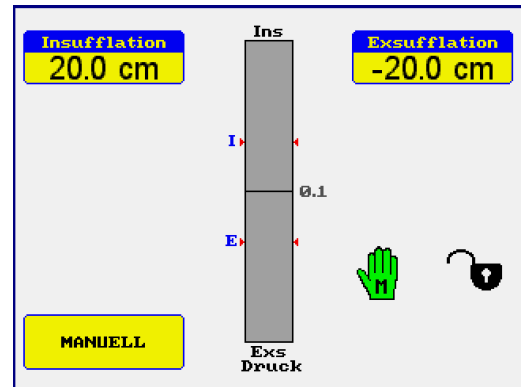 Insufflation
20.0 cm
Ins
Exsufflation
-20.0 cm
I
0.1
E
M
MANUELL
Exs
Druck